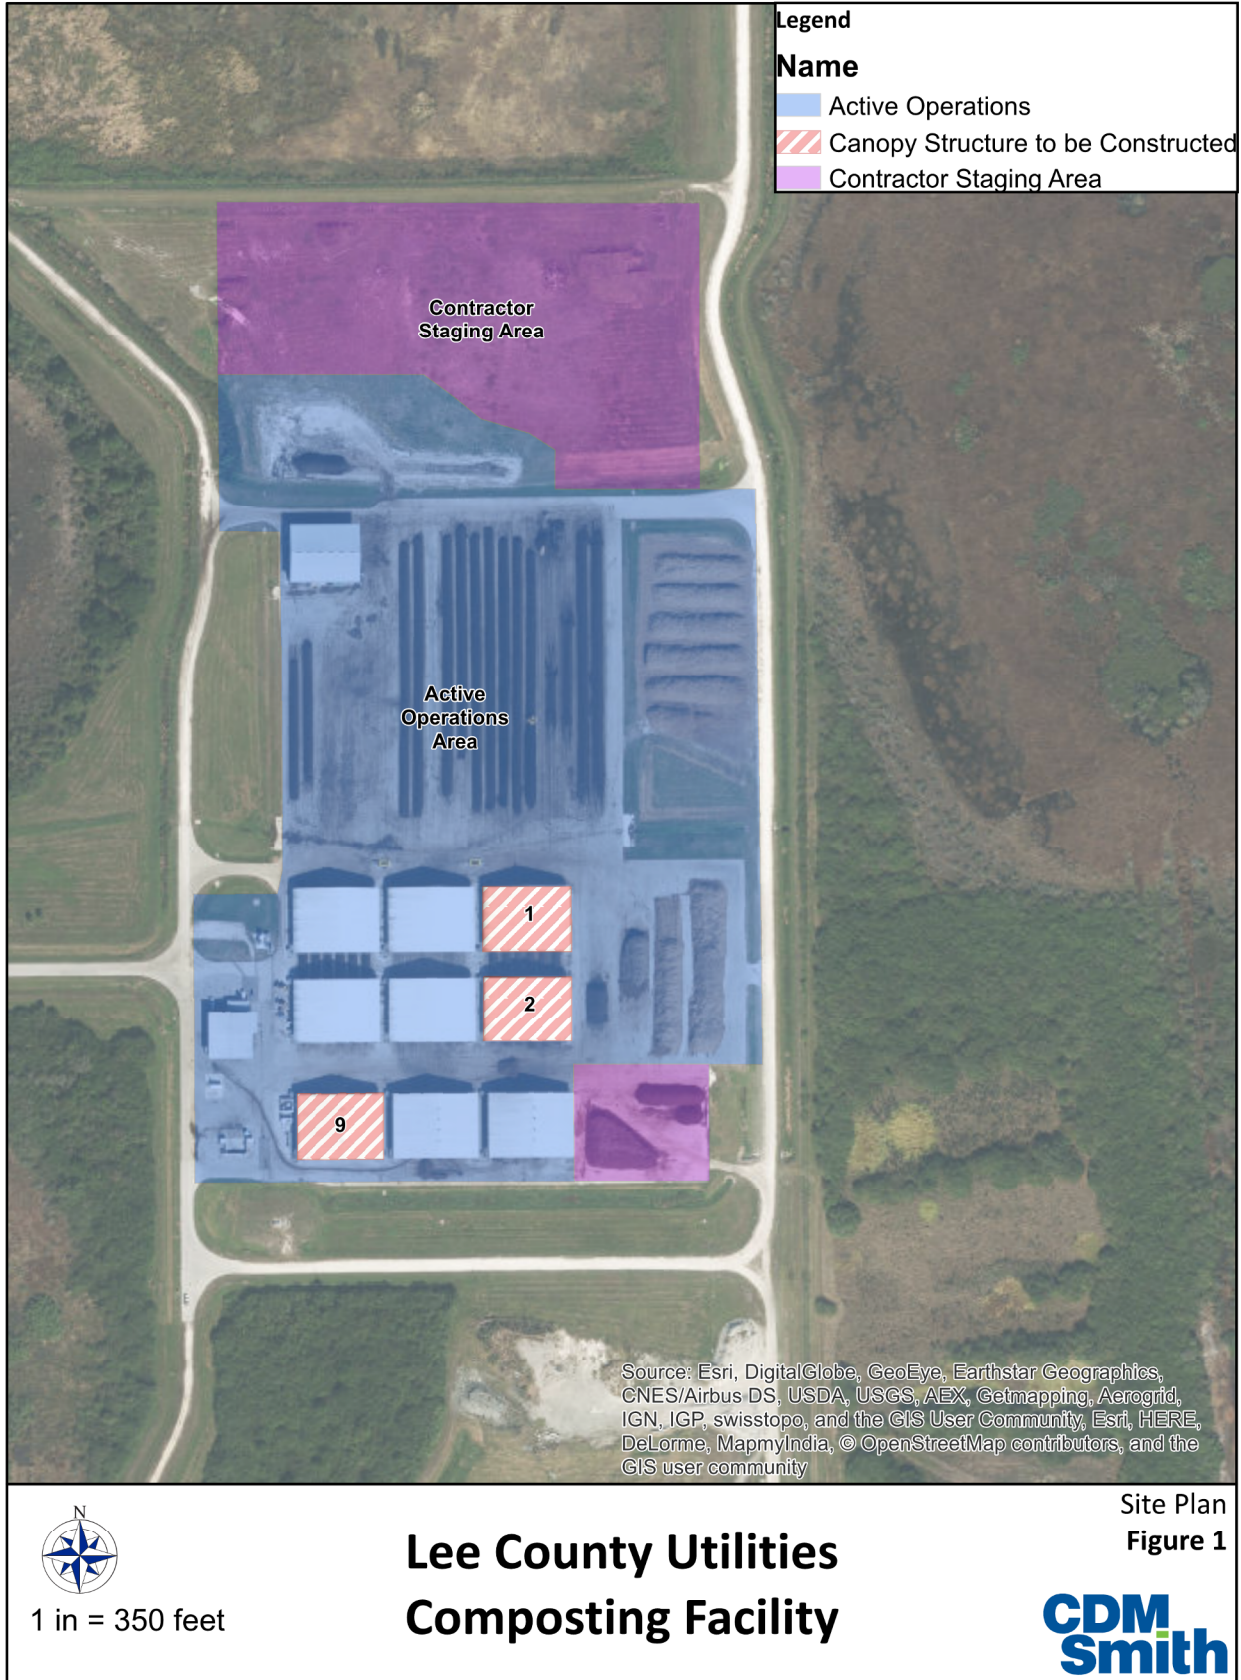 Legend
Name
Active Operations
Canopy Structure to be Constructed
Contractor Staging Area
Contractor
Staging Area
Active
Operations
Area
1
2
9
Source: Esri, DigitalGlobe, GeoEye, Earthstar Geographics,
CNES/Airbus DS, USDA, USGS, AEX, Getmapping, Aerogrid,
IGN, IGP, swisstopo, and the GIS User Community, Esri, HERE,
DeLorme, MapmyIndia, © OpenStreetMap contributors, and the
GIS user community
N
1 in = 350 feet
Lee County Utilities
Composting Facility
Site Plan
Figure 1
CDM
Smith